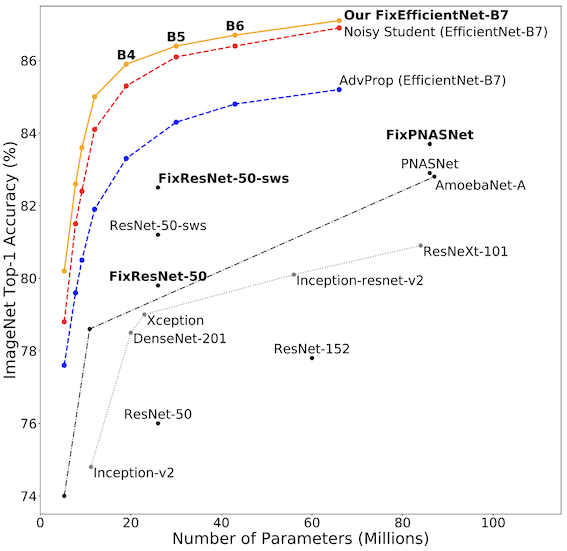 Our FixEfficientNet-B7
Noisy Student (EfficientNet-B7)
B6
B5
B4
86
AdvProp (EfficientNet-B7)
84
FixPNASNet
PNASNet
AmoebaNet-A
FixResNet-50-sws
82
ResNet-50-sws
ResNeXt-101
FixResNet-50
Inception-resnet-v2
80
Xception
DenseNet-201
78
ResNet-152
ResNet-50
76
Inception-v2
74
0 20 40 60 80 100
Number of Parameters (Millions)
ImageNet Top-1 Accuracy (%)